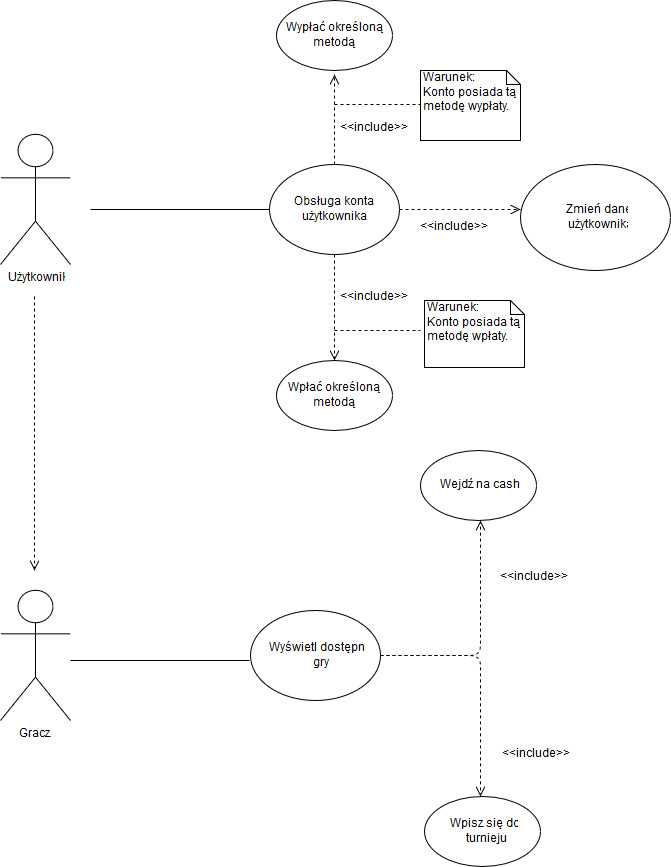 Wypłać określoną
metodą
Warunek:
Konto posiada tą
metodę wypłaty.
<<include>>
Obsługa konta
użytkownika
Zmień dane
użytkownika
<<include>>
Użytkownik
<<include>>
Warunek:
Konto posiada tą
metodę wpłaty.
Wpłać określoną
metodą
Wejdź na cash
<<include>>
Wyświetl dostępn
gry
Gracz
<<include>>
Wpisz się do
turnieju